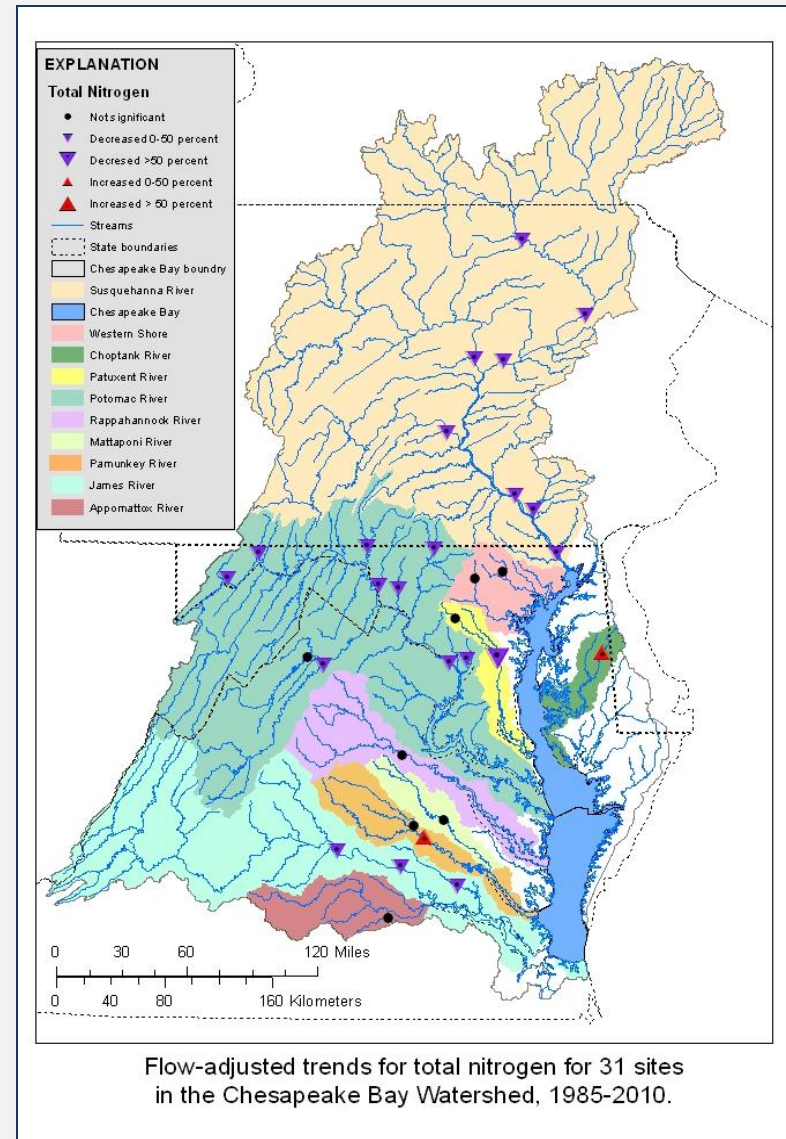 EXPLANATION
Total Nitrogen
Not significant
Decreased 0-50 percent
Decresed >50 percent
Increased 0-50 percent
Increased > 50 percent
Streams
State boundaries
Chesapeake Bay boundry
Susquehanna River
Chesapeake Bay
Western Shore
Choptank River
Patuxent River
Potomac River
Rappahannock River
Mattaponi River
Pamunkey River
James River
Appomattox River
0 30 60 120 Miles
0 40 80 160 Kilometers
Flow-adjusted trends for total nitrogen for 31 sites
in the Chesapeake Bay Watershed, 1985-2010.